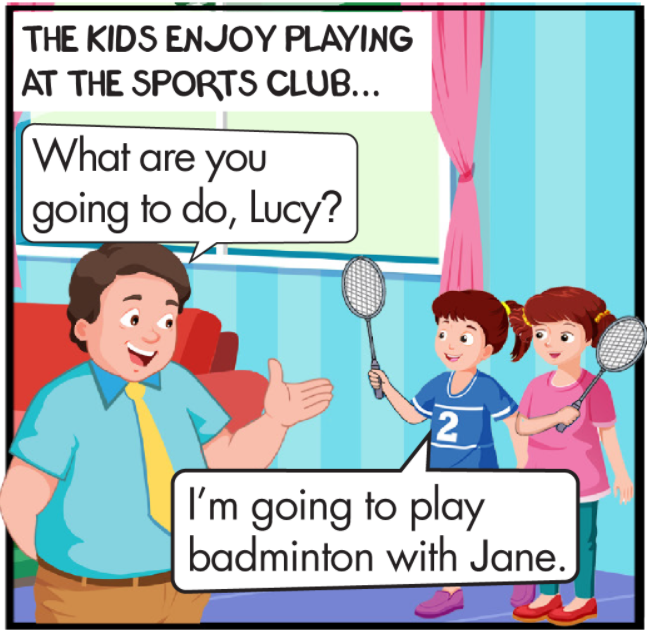 THE KIDS ENJOY PLAYING
AT THE SPORTS CLUB...
What are you
going to do, Lucy?
2
I'm going to play
badminton with Jane.